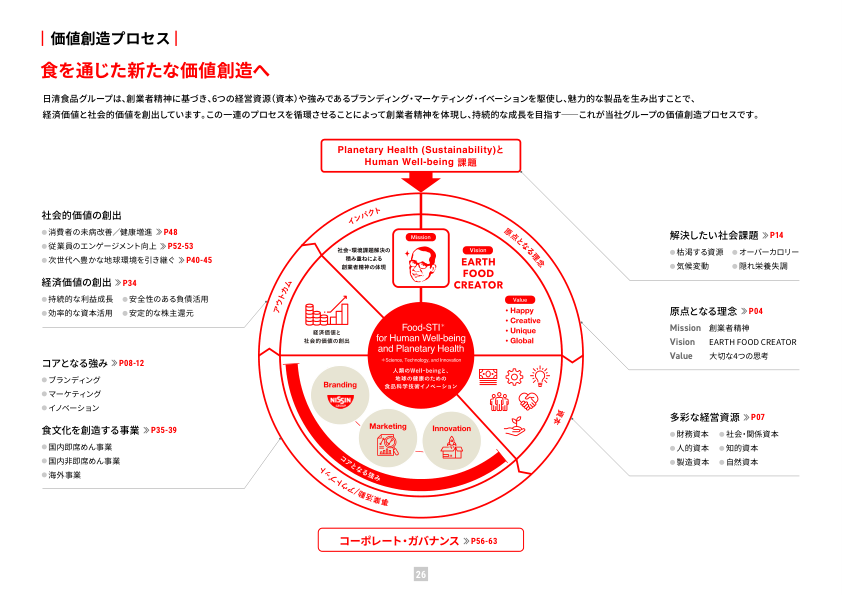 価値創造プロセス
食を通じた新たな価値創造へ
日清食品グループは、創業者精神に基づき、6つの経営資源（資本）や強みであるブランディング・マーケティング・イベーションを駆使し、魅力的な製品を生み出すことで、
経済価値と社会的価値を創出しています。この一連のプロセスを循環させることによって創業者精神を体現し、持続的な成長を目指す——これが当社グループの価値創造プロセスです。
Planetary Health (Sustainability)と
Human Well-being 課題
社会的価値の創出
消費者の未病改善／健康増進 ≫P48
従業員のエンゲージメント向上 ≫P52-53
次世代へ豊かな地球環境を引き継ぐ ≫P40-45
経済価値の創出 ≫P34
持続的な利益成長 安全性のある負債活用
効率的な資本活用 安定的な株主還元
コアとなる強み ≫P08-12
ブランディング
マーケティング
イノベーション
食文化を創造する事業 ≫P35-39
国内即席めん事業
国内非即席めん事業
海外事業
インパクト
原点となる理念
アウトカム
資本
事業活動/アウトプット
社会・環境課題解決の
積み重ねによる
創業者精神の体現
Mission
Vision
EARTH
FOOD
CREATOR
Value
・Happy
・Creative
・Unique
・Global
経済価値と
社会的価値の創出
Food-STI※
for Human Well-being
and Planetary Health
※Science, Technology, and Innovation
人類のWell-beingと、
地球の健康のための
食品科学技術イノベーション
Branding
NISSIN
Marketing
Innovation
コアとなる強み
解決したい社会課題 ≫P14
枯渇する資源 オーバーカロリー
気候変動 隠れ栄養失調
原点となる理念 ≫P04
Mission 創業者精神
Vision EARTH FOOD CREATOR
Value 大切な4つの思考
多彩な経営資源 ≫P07
財務資本 社会・関係資本
人的資本 知的資本
製造資本 自然資本
コーポレート・ガバナンス ≫P56-63
26